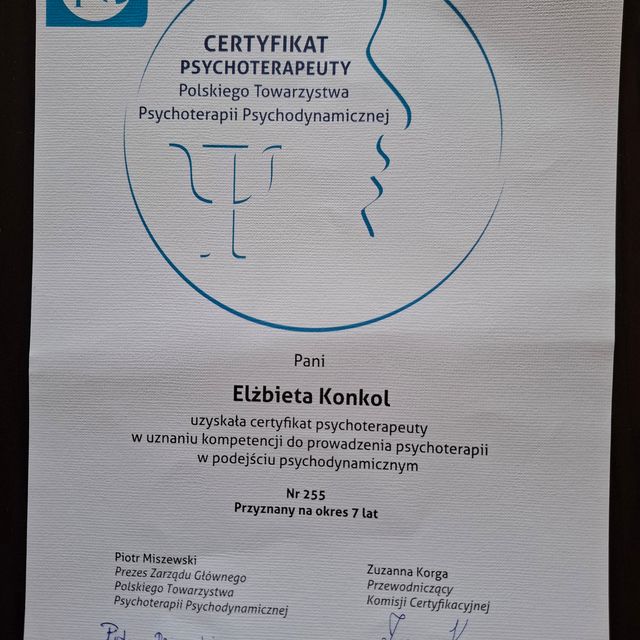 CERTYFIKAT
PSYCHOTERAPEUTY
Polskiego Towarzystwa
Psychoterapii Psychodynamicznej
Pani
Elżbieta Konkol
uzyskała certyfikat psychoterapeuty
w uznaniu kompetencji do prowadzenia psychoterapii
w podejściu psychodynamicznym
Nr 255
Przyznany na okres 7 lat
Piotr Miszewski
Prezes Zarządu Głównego
Polskiego Towarzystwa
Psychoterapii Psychodynamicznej
Zuzanna Korga
Przewodniczący
Komisji Certyfikacyjnej